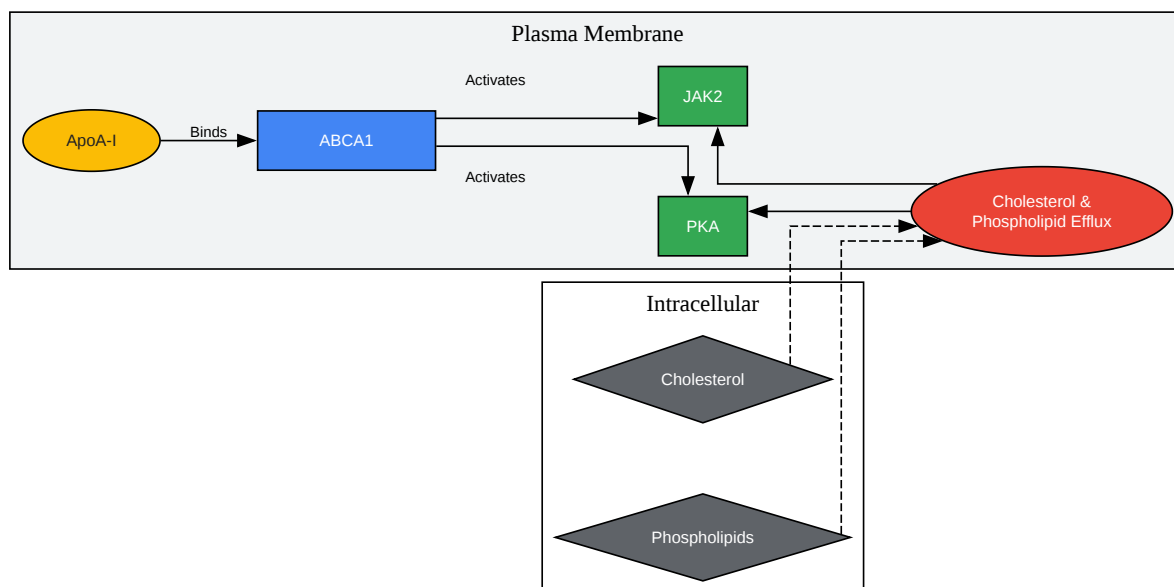 Plasma Membrane
Activates
JAK2
ApoA-I
Binds
ABCA1
Activates
PKA
Cholesterol &
Phospholipid Efflux
Intracellular
Cholesterol
Phospholipids